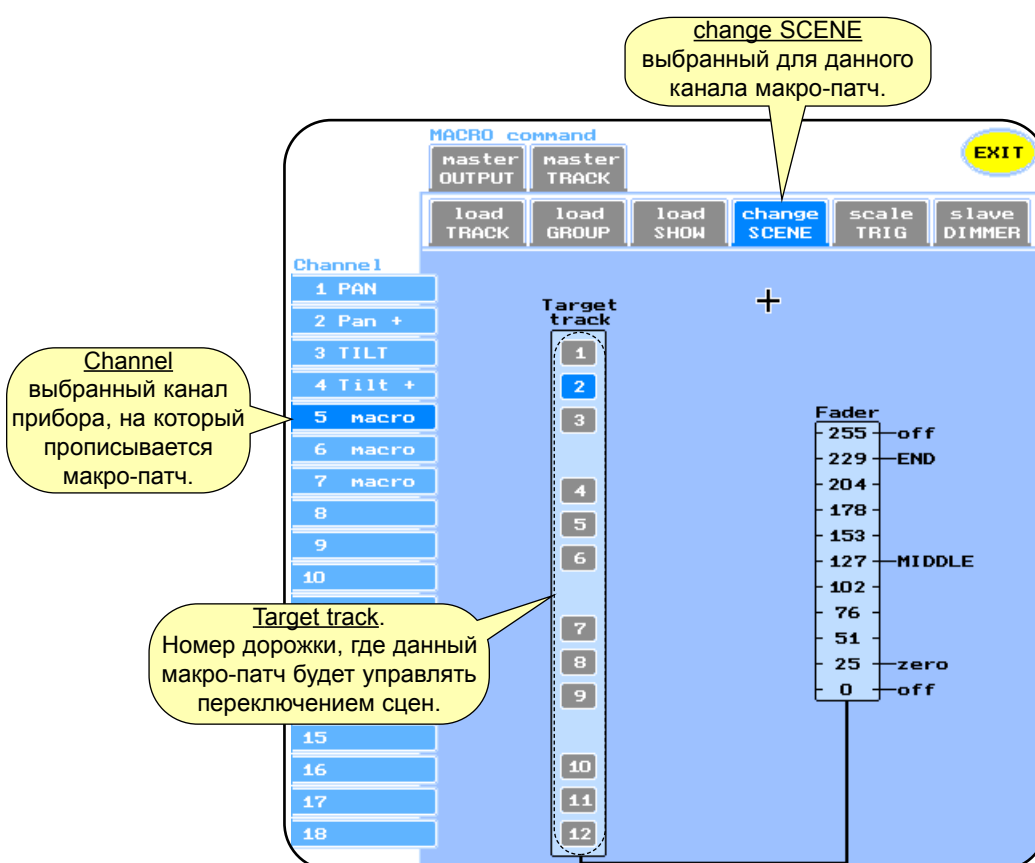 change SCENE
выбранный для данного
канала макро-патч.
MACRO command
EXIT
master
OUTPUT
master
TRACK
load
TRACK
load
GROUP
load
SHOW
change
SCENE
scale
TRIG
slave
DIMMER
Channel
1 PAN
2 Pan +
3 TILT
4 Tilt +
5 macro
6 macro
7 macro
8
9
10
15
16
17
18
Channel
выбранный канал
прибора, на который
прописывается
макро-патч.
Target
track
1
2
3
4
5
6
7
8
9
10
11
12
Target track.
Номер дорожки, где данный
макро-патч будет управлять
переключением сцен.
Fader
255 off
229 END
204
178
153
127 MIDDLE
102
76
51
25 zero
0 off